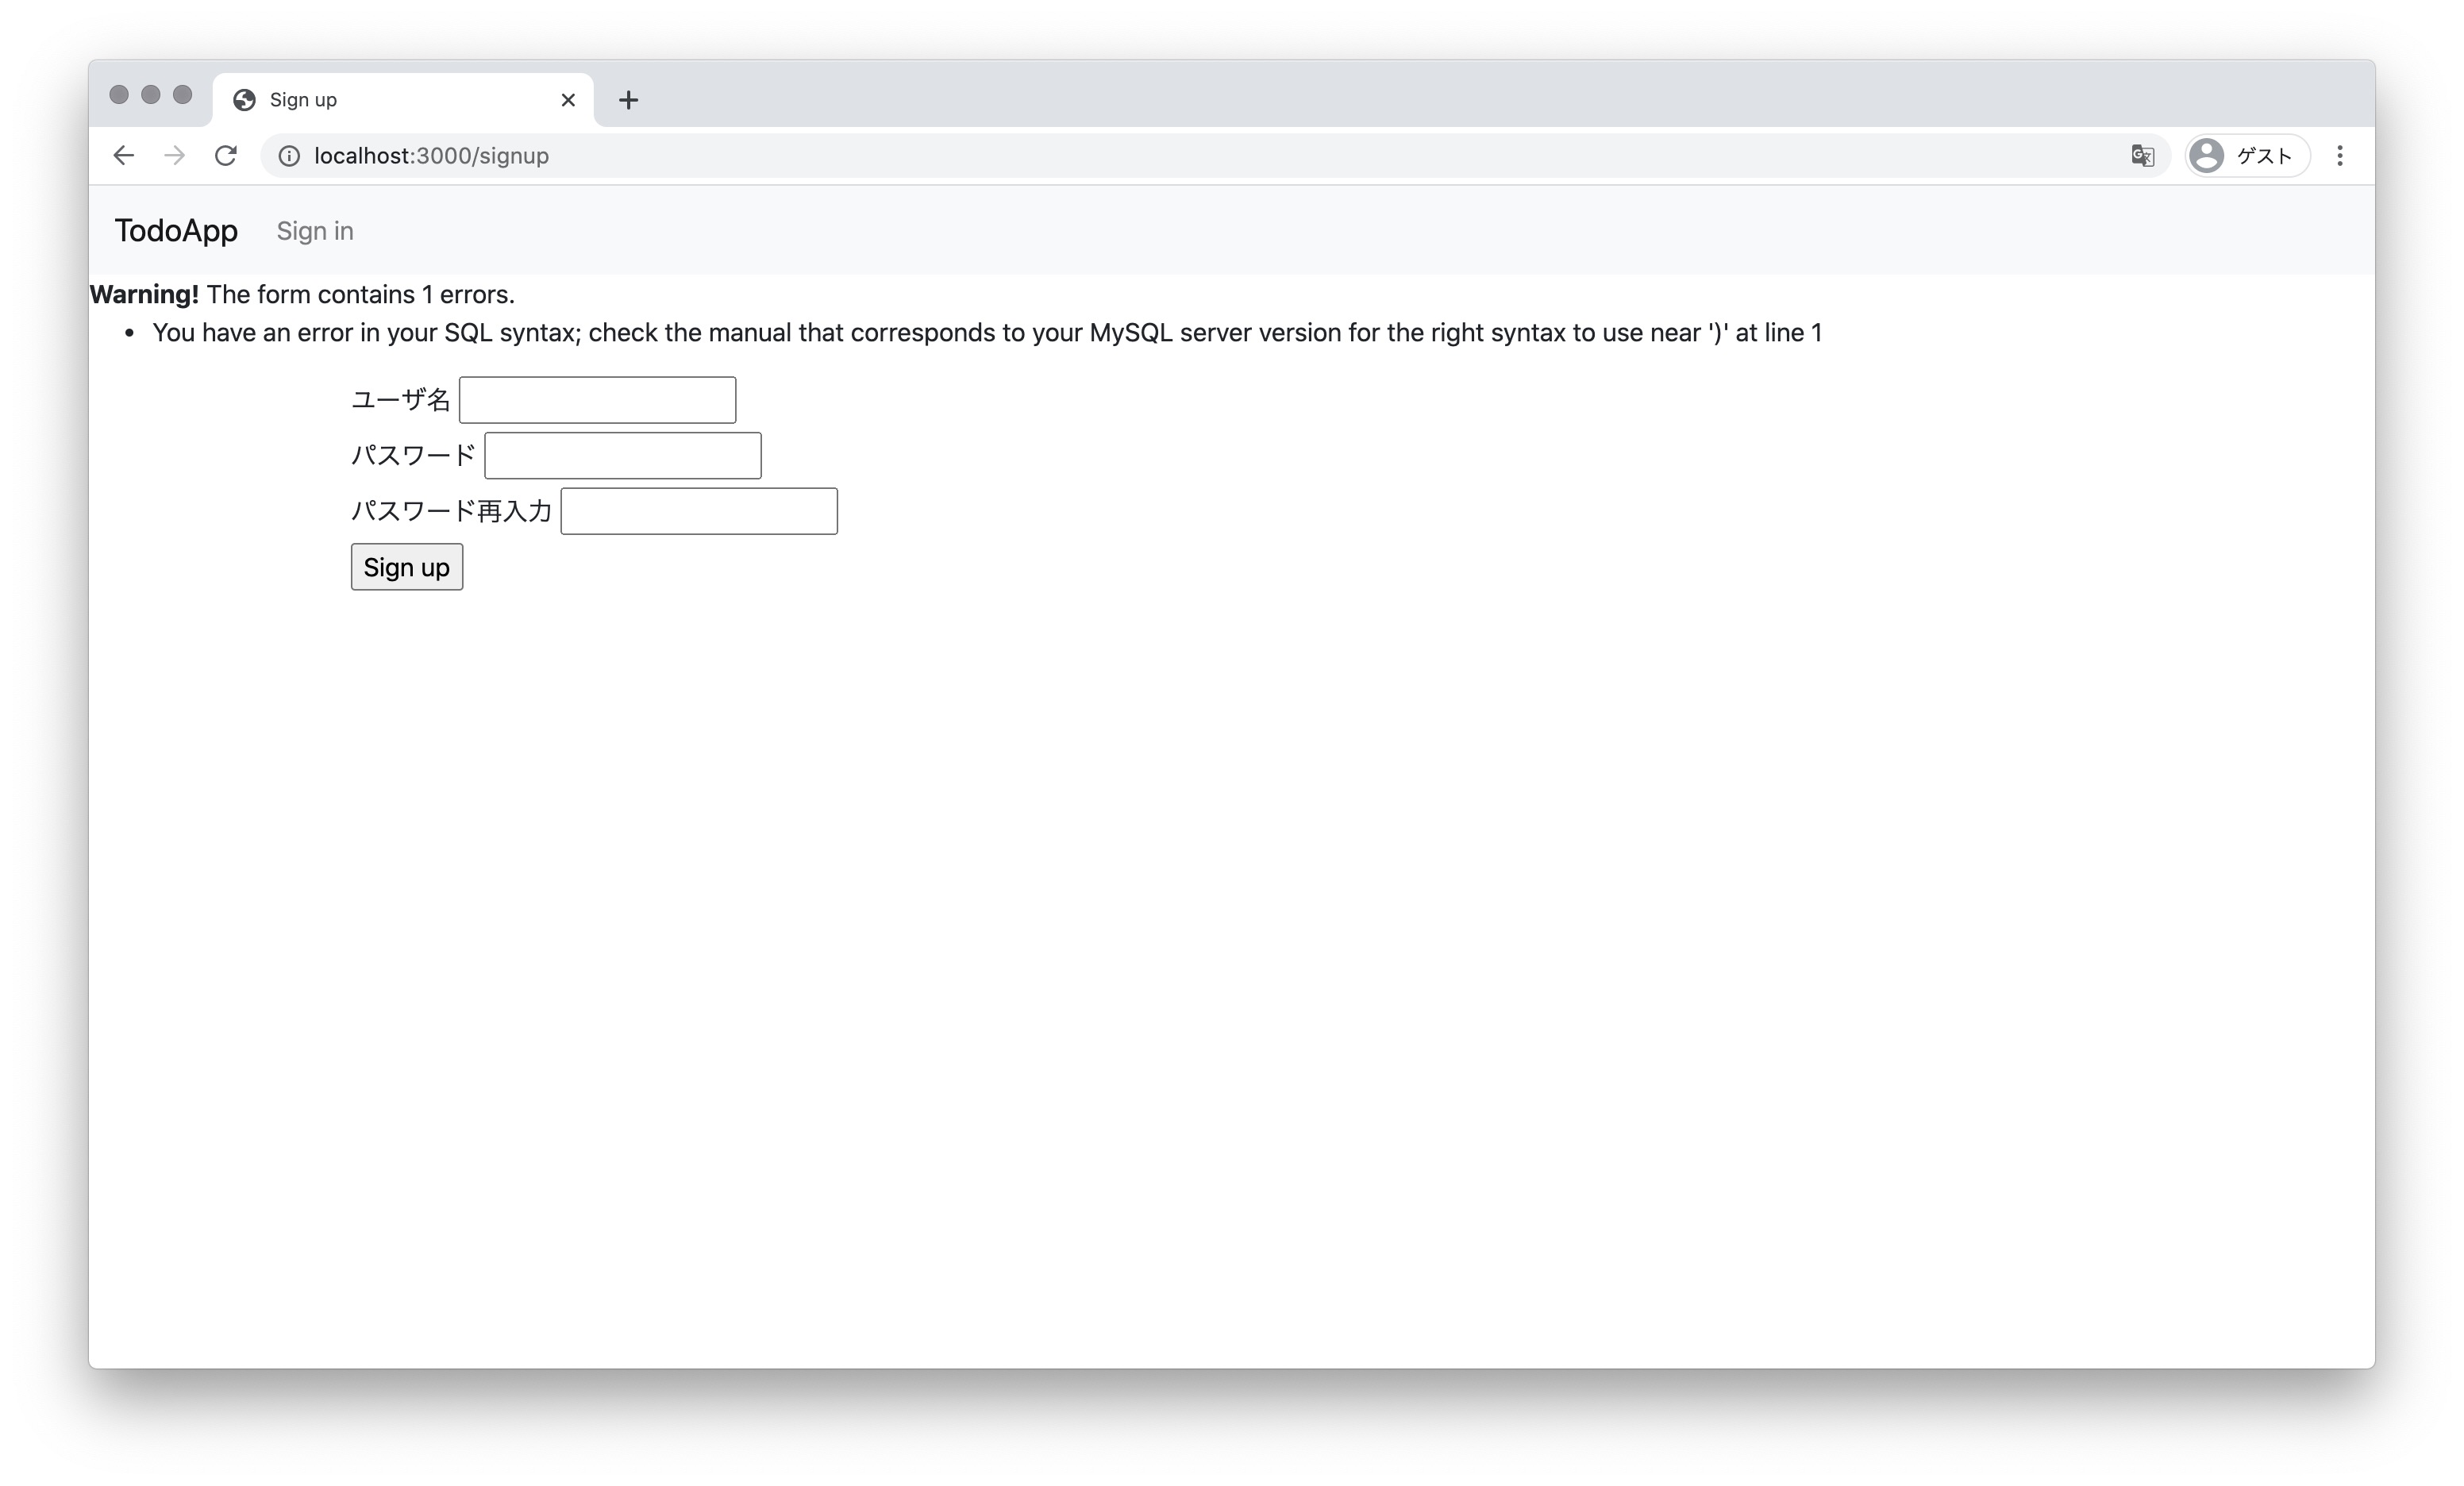 Sign up
localhost:3000/signup
ゲスト
TodoApp Sign in
Warning! The form contains 1 errors.
• You have an error in your SQL syntax; check the manual that corresponds to your MySQL server version for the right syntax to use near ')' at line 1
ユーザ名
パスワード
パスワード再入力
Sign up